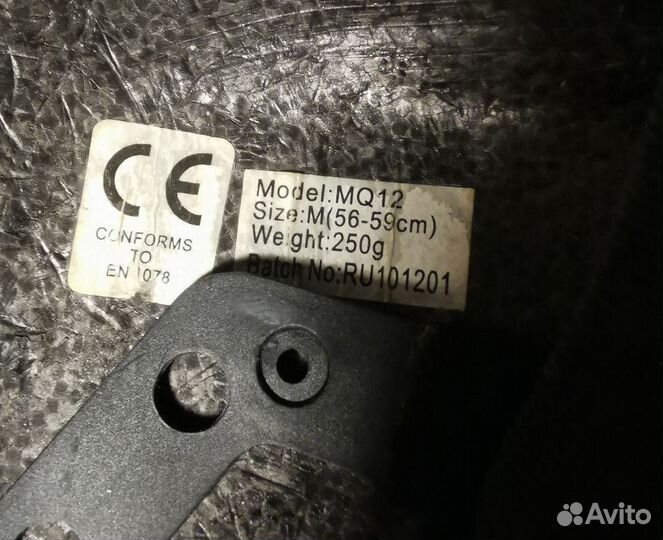 CE
CONFORMS
TO
EN 1078
Model:MQ12
Size:M(56-59cm)
Weight:250g
Batch No:RU101201
Avito